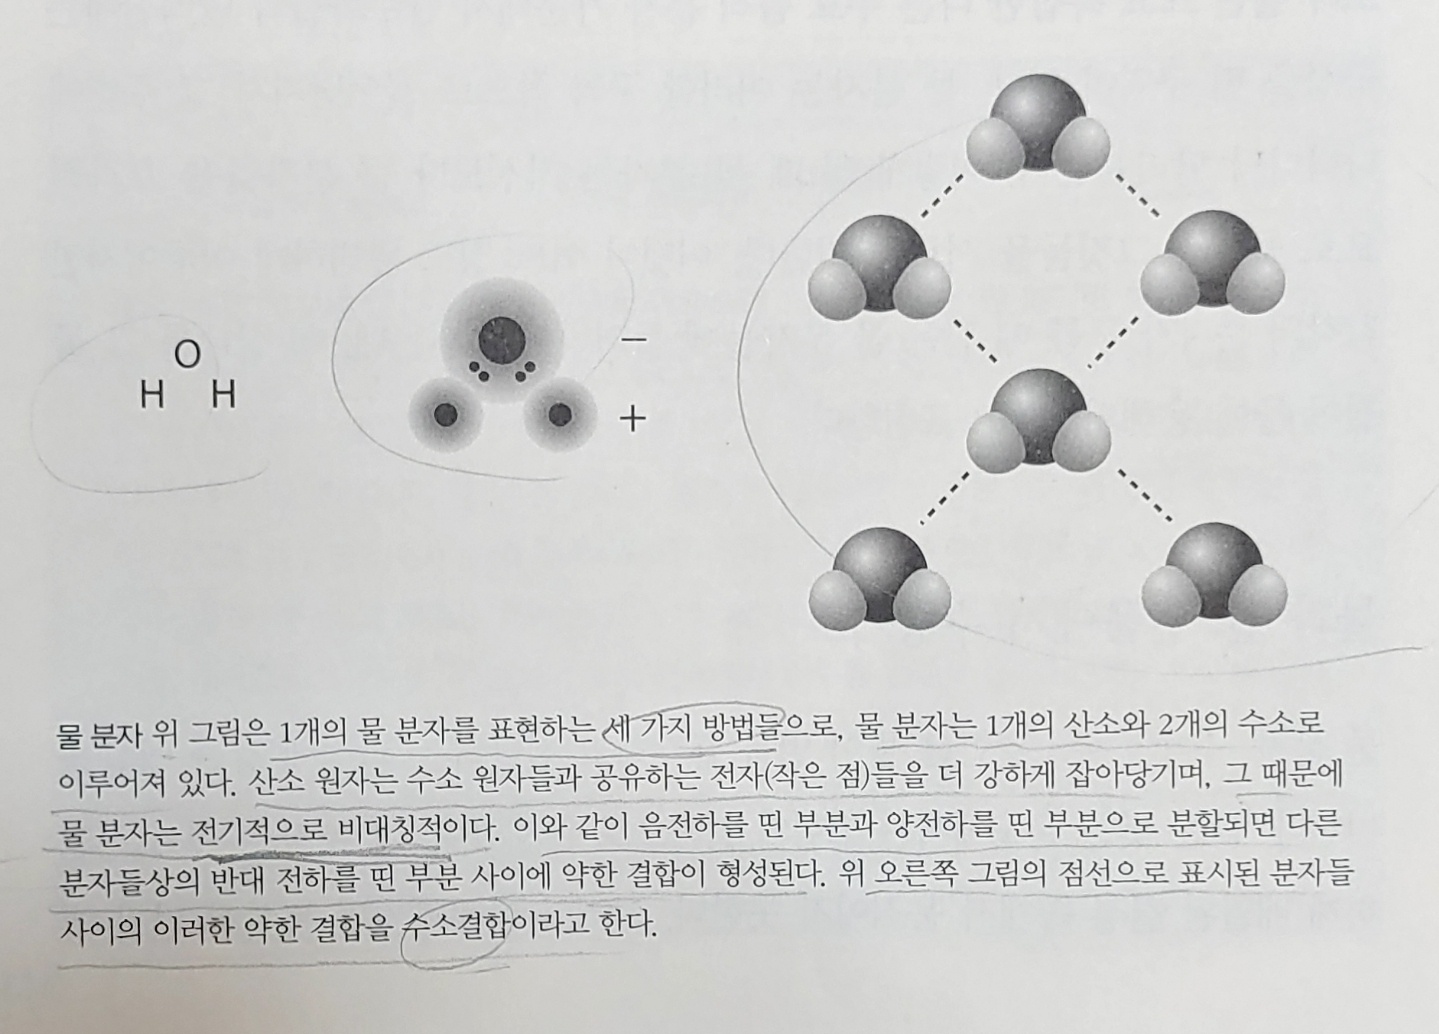 O
H H
−
+
물 분자 위 그림은 1개의 물 분자를 표현하는 세 가지 방법들으로, 물 분자는 1개의 산소와 2개의 수소로
이루어져 있다. 산소 원자는 수소 원자들과 공유하는 전자(작은 점)들을 더 강하게 잡아당기며, 그 때문에
물 분자는 전기적으로 비대칭적이다. 이와 같이 음전하를 띤 부분과 양전하를 띤 부분으로 분할되면 다른
분자들상의 반대 전하를 띤 부분 사이에 약한 결합이 형성된다. 위 오른쪽 그림의 점선으로 표시된 분자들
사이의 이러한 약한 결합을 수소결합이라고 한다.